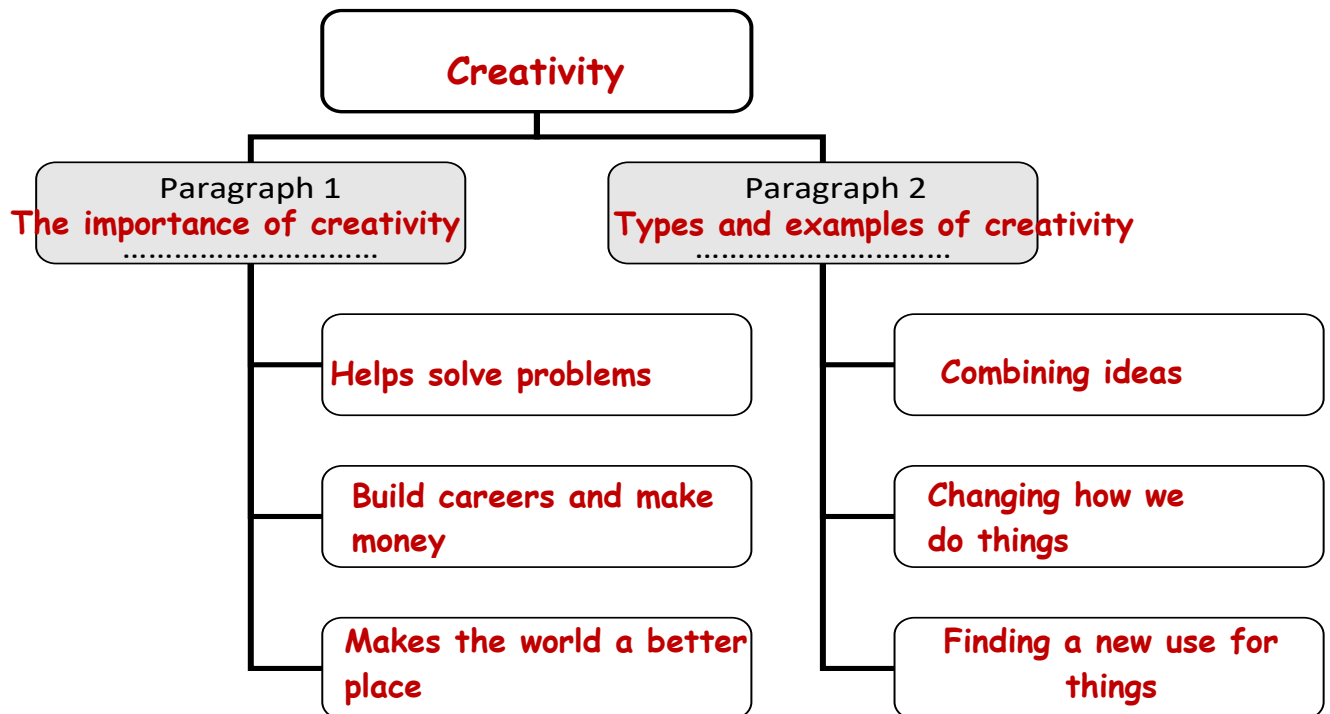 Creativity
Paragraph 1
The importance of creativity
…………………………….
Helps solve problems
Build careers and make
money
Makes the world a better
place
Paragraph 2
Types and examples of creativity
…………………………….
Combining ideas
Changing how we
do things
Finding a new use for
things